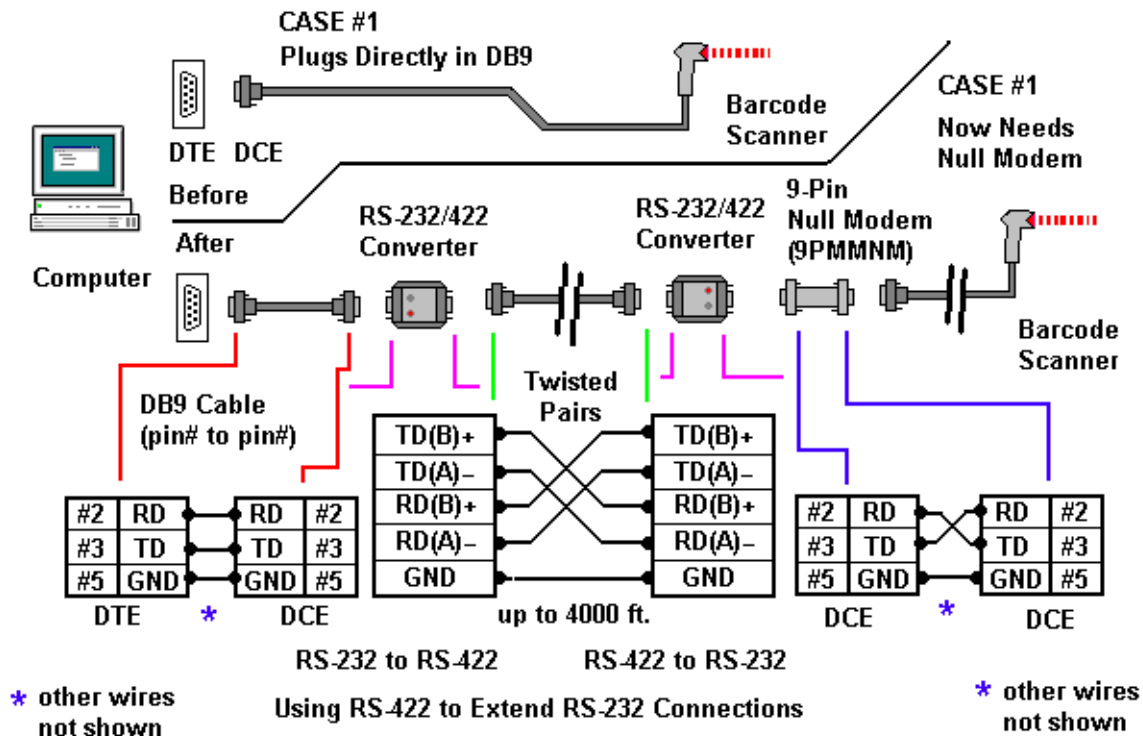 CASE #1
Plugs Directly in DB9
Barcode
Scanner
CASE #1
Now Needs
Null Modem
DTE DCE
Before
After
Computer
RS-232/422
Converter
RS-232/422
Converter
9-Pin
Null Modem
(9PMMNM)
Barcode
Scanner
DB9 Cable
(pin# to pin#)
Twisted
Pairs
#2 RD RD #2
#3 TD TD #3
#5 GND GND #5
DTE * DCE
TD(B)+ TD(B)+
TD(A)– TD(A)–
RD(B)+ RD(B)+
RD(A)– RD(A)–
GND GND
up to 4000 ft.
#2 RD RD #2
#3 TD TD #3
#5 GND GND #5
DCE * DCE
RS-232 to RS-422 RS-422 to RS-232
Using RS-422 to Extend RS-232 Connections
* other wires
not shown
* other wires
not shown